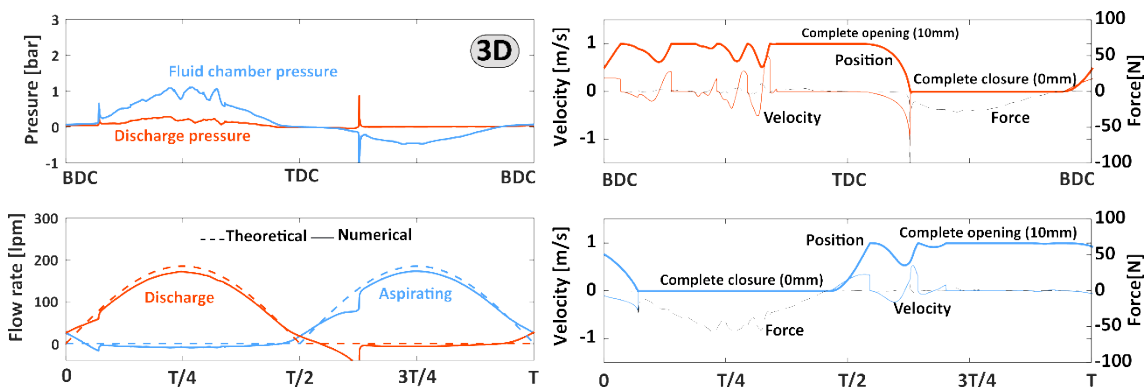 3
2
1
0
-1
Pressure [bar]
3D
Fluid chamber pressure
Discharge pressure
BDC
TDC
BDC
1
0
-1
Velocity [m/s]
Complete opening (10mm)
Position
Complete closure (0mm)
Velocity
Force
100
50
0
-50
-100
Force[N]
BDC
TDC
BDC
300
200
100
0
Flow rate [lpm]
Theoretical
Numerical
Discharge
Aspirating
0
T/4
T/2
3T/4
T
1
0
-1
Velocity [m/s]
Position
Complete opening (10mm)
Complete closure (0mm)
Force
Velocity
100
50
0
-50
-100
Force[N]
0
T/4
T/2
3T/4
T